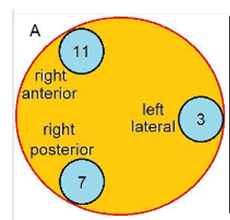 A
11
right
anterior
left
lateral
3
right
posterior
7